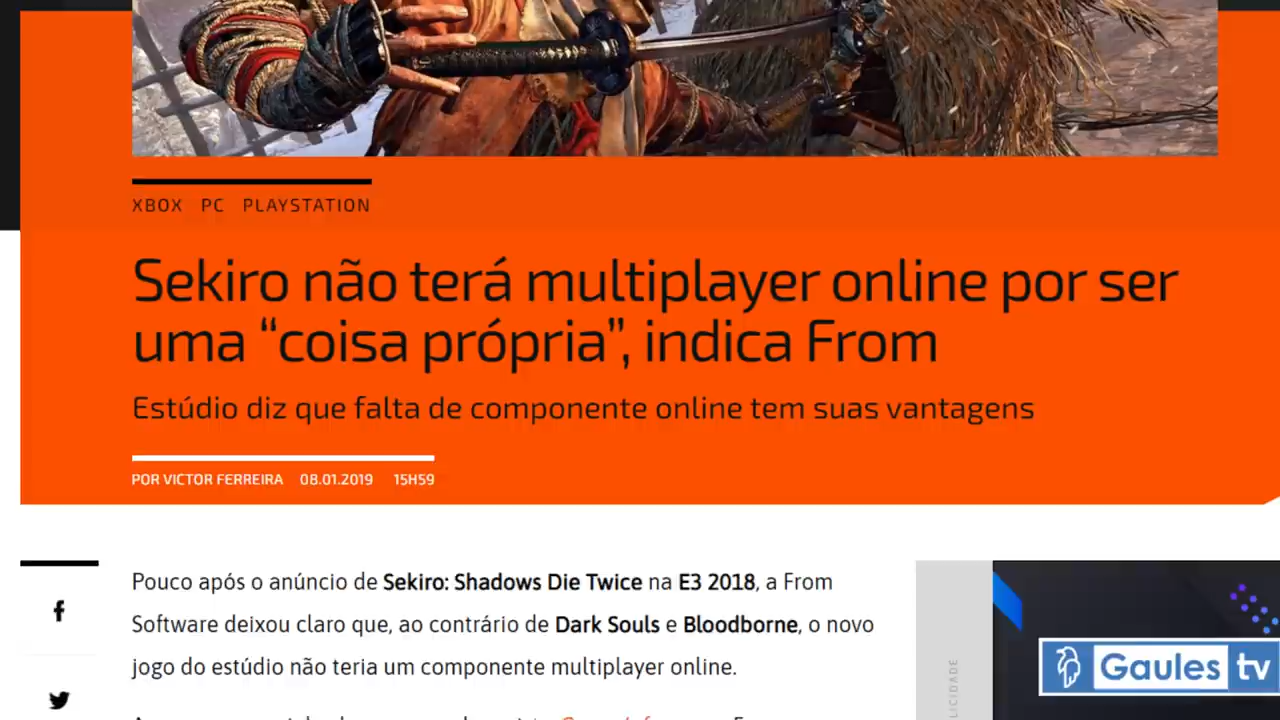 XBOX PC PLAYSTATION
Sekiro não terá multiplayer online por ser
uma “coisa própria”, indica From
Estúdio diz que falta de componente online tem suas vantagens
POR VICTOR FERREIRA 08.01.2019 15H59
Pouco após o anúncio de Sekiro: Shadows Die Twice na E3 2018, a From
Software deixou claro que, ao contrário de Dark Souls e Bloodborne, o novo
jogo do estúdio não teria um componente multiplayer online.
LICIDADE
Gaules tv